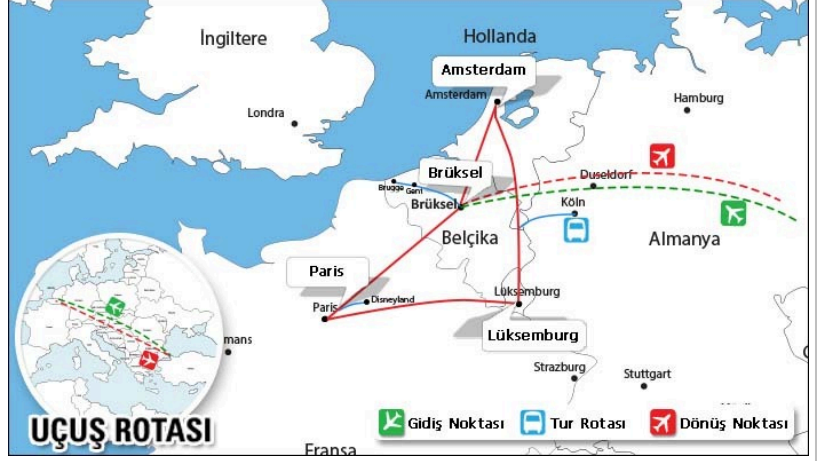 İngiltere
Hollanda
Amsterdam
Amsterdam
Hamburg
Londra
Brüksel
Duseldorf
Brugge
Gent
Brüksel
Köln
Belçika
Almanya
Paris
Lüksemburg
Disneyland
Paris
Lüksemburg
mans
Strazburg
Stuttgart
UÇUŞ ROTASI
Gidiş Noktası
Tur Rotası
Dönüş Noktası
Fransa